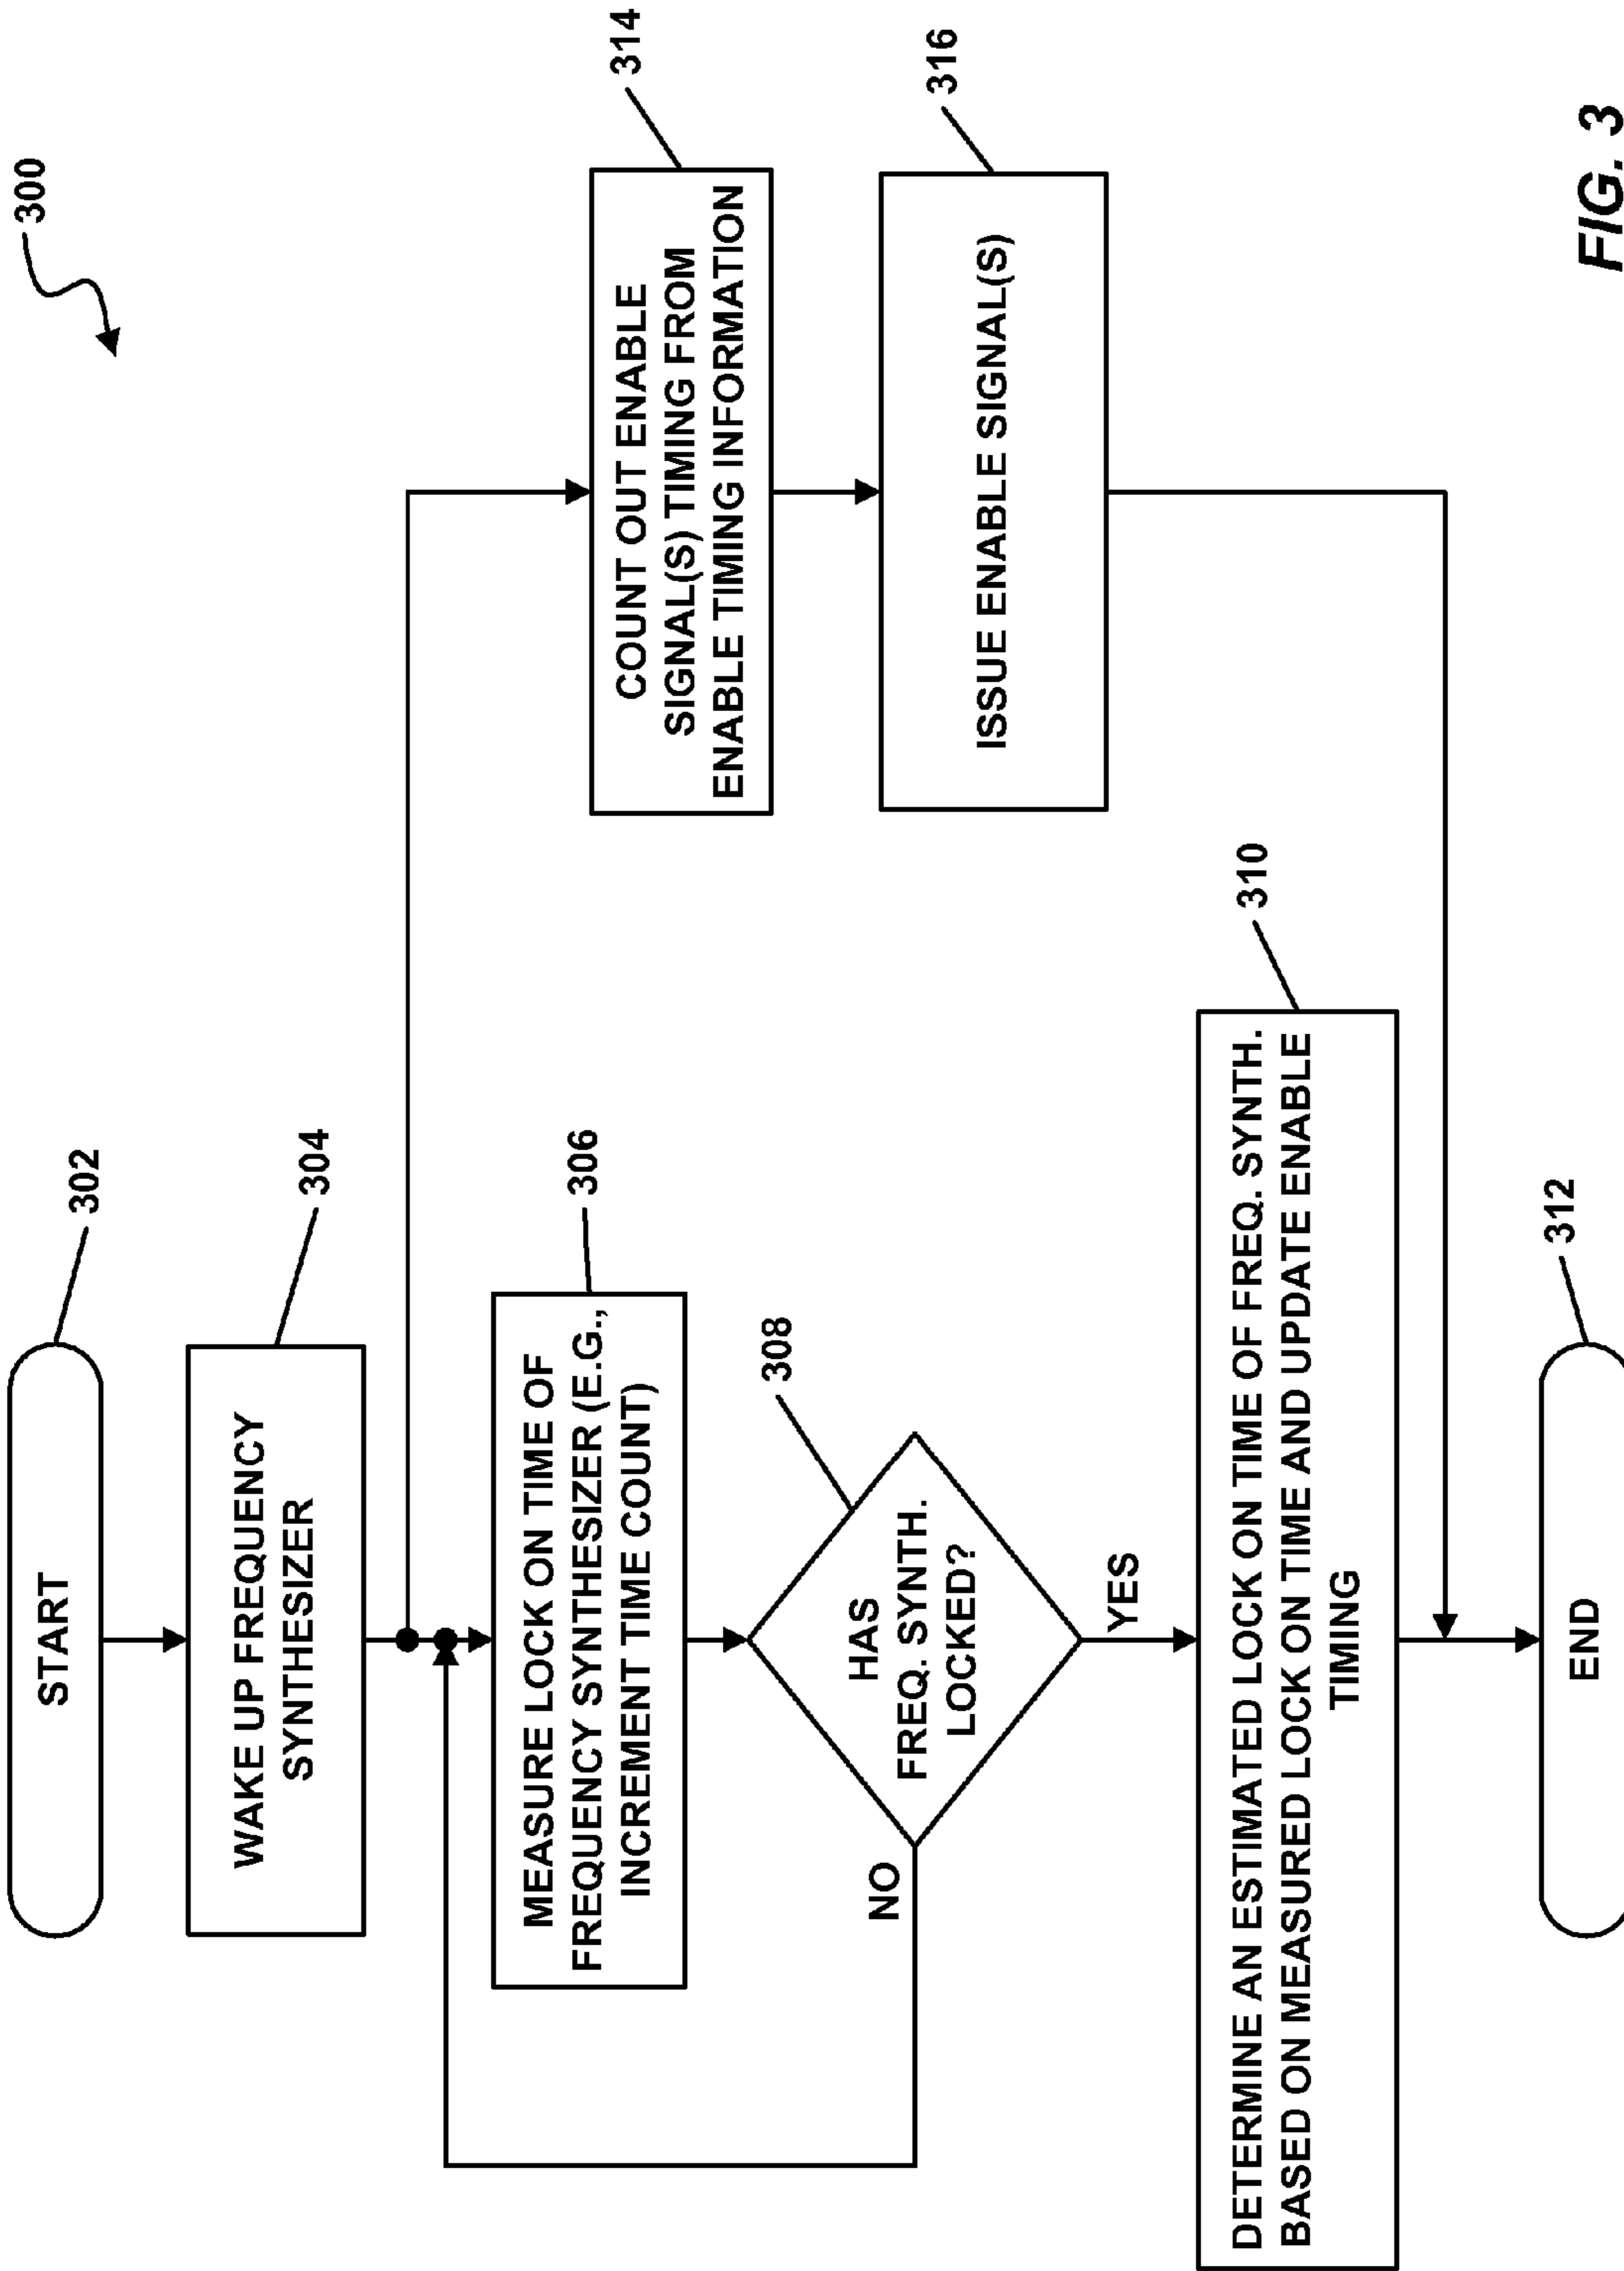 300
START
302
WAKE UP FREQUENCY
SYNTHESIZER
304
MEASURE LOCK ON TIME OF
FREQUENCY SYNTHESIZER (E.G.,
INCREMENT TIME COUNT)
306
HAS
FREQ. SYNTH.
LOCKED?
308
NO
YES
DETERMINE AN ESTIMATED LOCK ON TIME OF FREQ. SYNTH.
BASED ON MEASURED LOCK ON TIME AND UPDATE ENABLE
TIMING
310
END
312
COUNT OUT ENABLE
SIGNAL(S) TIMING FROM
ENABLE TIMING INFORMATION
314
ISSUE ENABLE SIGNAL(S)
316
FIG. 3